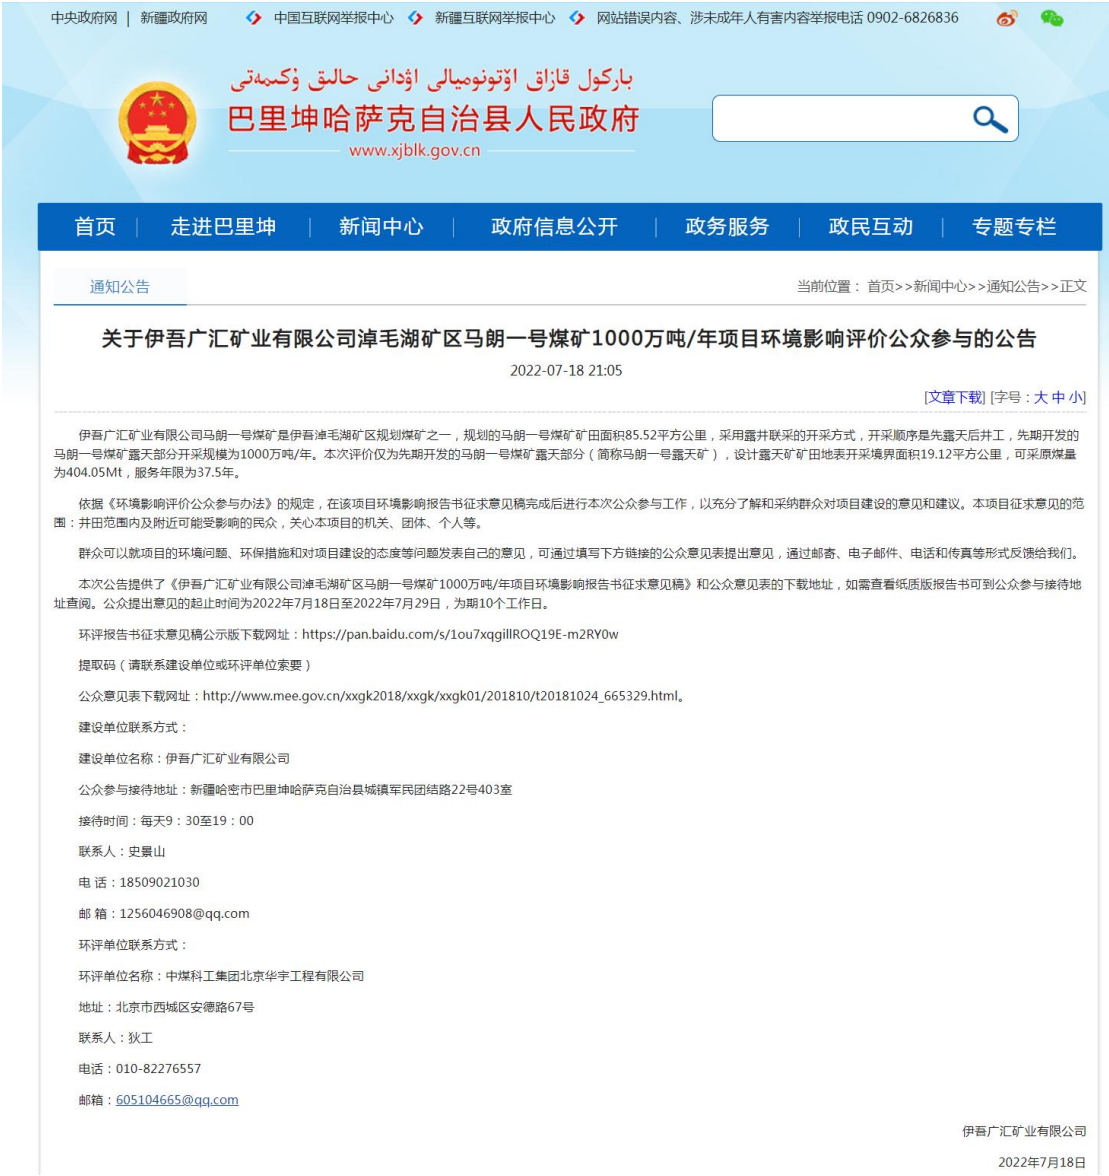 中央政府网 | 新疆政府网 中国互联网举报中心 新疆互联网举报中心 网站错误内容、涉未成年人有害内容举报电话 0902-6826836
باركول قازاق اۆتونوميالى اۋدانى حالىق ۇكىمەتى
巴里坤哈萨克自治县人民政府
www.xjblk.gov.cn
首页 | 走进巴里坤 | 新闻中心 | 政府信息公开 | 政务服务 | 政民互动 | 专题专栏
通知公告 当前位置： 首页>>新闻中心>>通知公告>>正文
关于伊吾广汇矿业有限公司淖毛湖矿区马朗一号煤矿1000万吨/年项目环境影响评价公众参与的公告
2022-07-18 21:05
[文章下载] [字号：大 中 小]
伊吾广汇矿业有限公司马朗一号煤矿是伊吾淖毛湖矿区规划煤矿之一，规划的马朗一号煤矿矿田面积85.52平方公里，采用露井联采的开采方式，开采顺序是先露天后井工，先期开发的
马朗一号煤矿露天部分开采规模为1000万吨/年。本次评价仅为先期开发的马朗一号煤矿露天部分（简称马朗一号露天矿），设计露天矿矿田地表开采境界面积19.12平方公里，可采原煤量
为404.05Mt，服务年限为37.5年。
依据《环境影响评价公众参与办法》的规定，在该项目环境影响报告书征求意见稿完成后进行本次公众参与工作，以充分了解和采纳群众对项目建设的意见和建议。本项目征求意见的范
围：井田范围内及附近可能受影响的民众，关心本项目的机关、团体、个人等。
群众可以就项目的环境问题、环保措施和对项目建设的态度等问题发表自己的意见，可通过填写下方链接的公众意见表提出意见，通过邮寄、电子邮件、电话和传真等形式反馈给我们。
本次公告提供了《伊吾广汇矿业有限公司淖毛湖矿区马朗一号煤矿1000万吨/年项目环境影响报告书征求意见稿》和公众意见表的下载地址，如需查看纸质版报告书可到公众参与接待地
址查阅。公众提出意见的起止时间为2022年7月18日至2022年7月29日，为期10个工作日。
环评报告书征求意见稿公示版下载网址：https://pan.baidu.com/s/1ou7xqgillROQ19E-m2RY0w
提取码（请联系建设单位或环评单位索要）
公众意见表下载网址：http://www.mee.gov.cn/xxgk2018/xxgk/xxgk01/201810/t20181024_665329.html。
建设单位联系方式：
建设单位名称：伊吾广汇矿业有限公司
公众参与接待地址：新疆哈密市巴里坤哈萨克自治县城镇军民团结路22号403室
接待时间：每天9：30至19：00
联系人：史景山
电 话：18509021030
邮 箱：1256046908@qq.com
环评单位联系方式：
环评单位名称：中煤科工集团北京华宇工程有限公司
地址：北京市西城区安德路67号
联系人：狄工
电话：010-82276557
邮箱：605104665@qq.com
伊吾广汇矿业有限公司
2022年7月18日